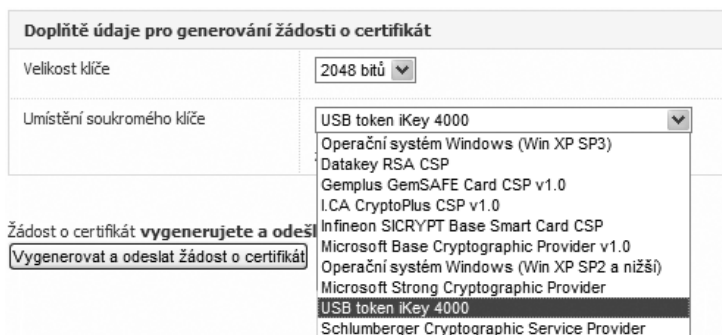 Doplňtě údaje pro generování žádosti o certifikát
Velikost klíče
2048 bitů
Umístění soukromého klíče
USB token iKey 4000
Operační systém Windows (Win XP SP3)
Datakey RSA CSP
Gemplus GemSAFE Card CSP v1.0
I.CA CryptoPlus CSP v1.0
Infineon SICRYPT Base Smart Card CSP
Microsoft Base Cryptographic Provider v1.0
Operační systém Windows (Win XP SP2 a nižší)
Microsoft Strong Cryptographic Provider
USB token iKey 4000
Schlumberger Cryptographic Service Provider
Žádost o certifikát vygenerujete a odešl
Vygenerovat a odeslat žádost o certifikát